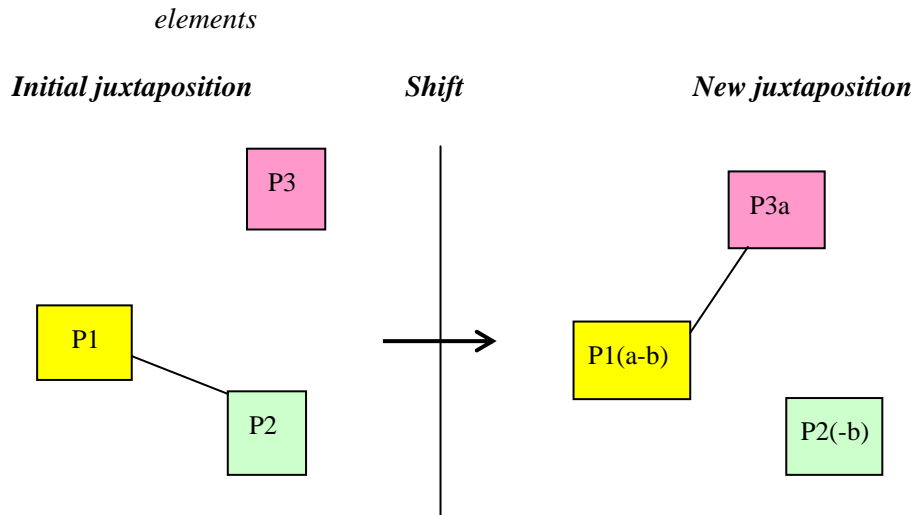 elements
Initial juxtaposition Shift New juxtaposition
P3
P3a
P1
P1(a-b)
P2
P2(-b)